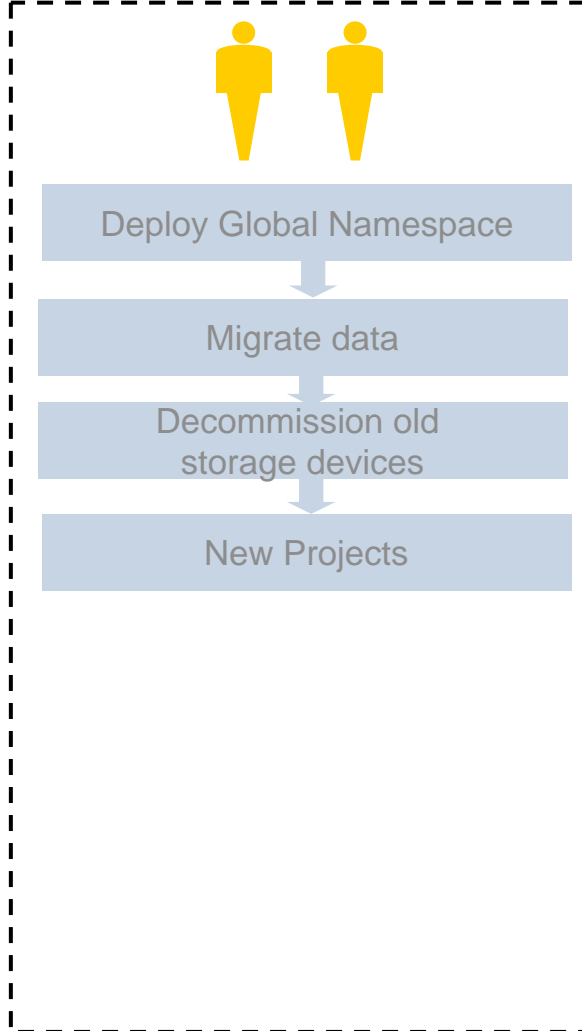 Deploy Global Namespace
Migrate data
Decommission old
storage devices
New Projects